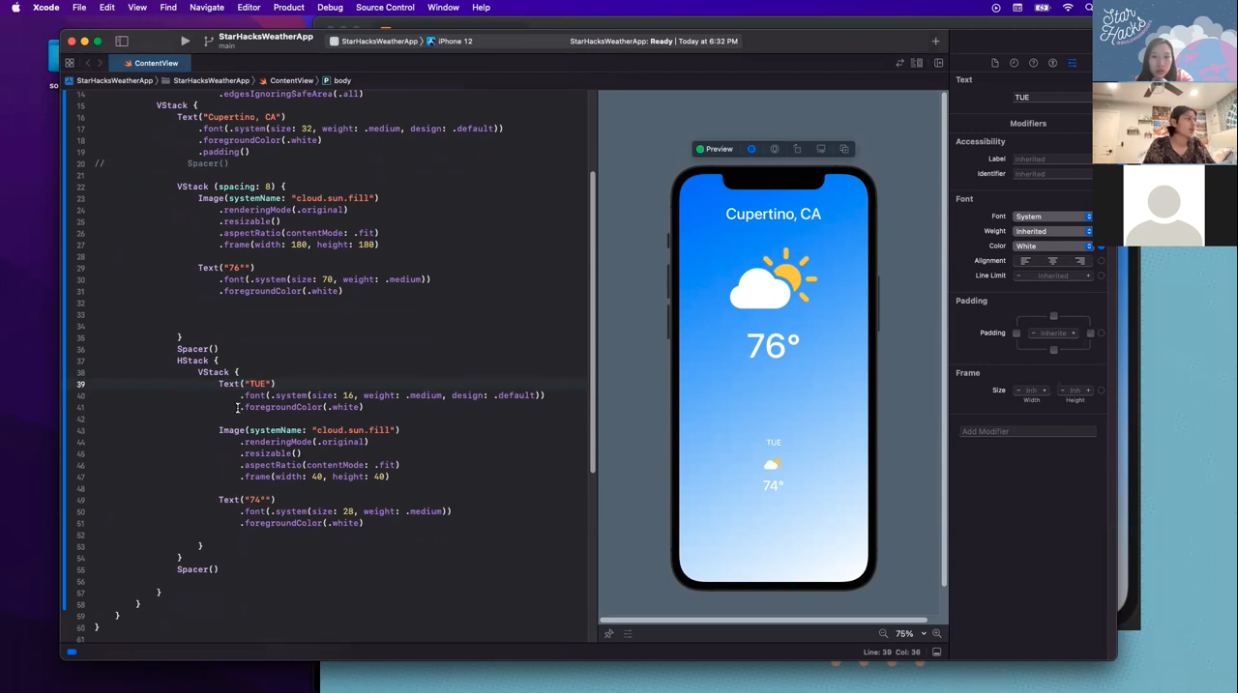 Xcode File Edit View Find Navigate Editor Product Debug Source Control Window Help
Star Hacks
StarHacksWeatherApp
main
StarHacksWeatherApp 〉 iPhone 12
StarHacksWeatherApp: Ready | Today at 6:32 PM
ContentView
StarHacksWeatherApp 〉 StarHacksWeatherApp 〉 ContentView 〉 P body
so
14 .edgesIgnoringSafeArea(.all)
15 VStack {
16 Text("Cupertino, CA")
17 .font(.system(size: 32, weight: .medium, design: .default))
18 .foregroundColor(.white)
19 .padding()
20 // Spacer()
21
22 VStack (spacing: 8) {
23 Image(systemName: "cloud.sun.fill")
24 .renderingMode(.original)
25 .resizable()
26 .aspectRatio(contentMode: .fit)
27 .frame(width: 180, height: 180)
28
29 Text("76°")
30 .font(.system(size: 70, weight: .medium))
31 .foregroundColor(.white)
32
33
34
35 }
36 Spacer()
37 HStack {
38 VStack {
39 Text("TUE")
40 .font(.system(size: 16, weight: .medium, design: .default))
41 .foregroundColor(.white)
42
43 Image(systemName: "cloud.sun.fill")
44 .renderingMode(.original)
45 .resizable()
46 .aspectRatio(contentMode: .fit)
47 .frame(width: 40, height: 40)
48
49 Text("74°")
50 .font(.system(size: 28, weight: .medium))
51 .foregroundColor(.white)
52
53 }
54 }
55 Spacer()
56
57 }
58 }
59 }
60 }
61
Preview
Cupertino, CA
76°
TUE
74°
75%
Line: 39 Col: 36
Text
TUE
Modifiers
Accessibility
Label Inherited
Identifier Inherited
Font
Font System
Weight Inherited
Color White
Alignment
Line Limit Inherited
Padding
Padding Inherite
Frame
Size Inh Inh
Width Height
Add Modifier